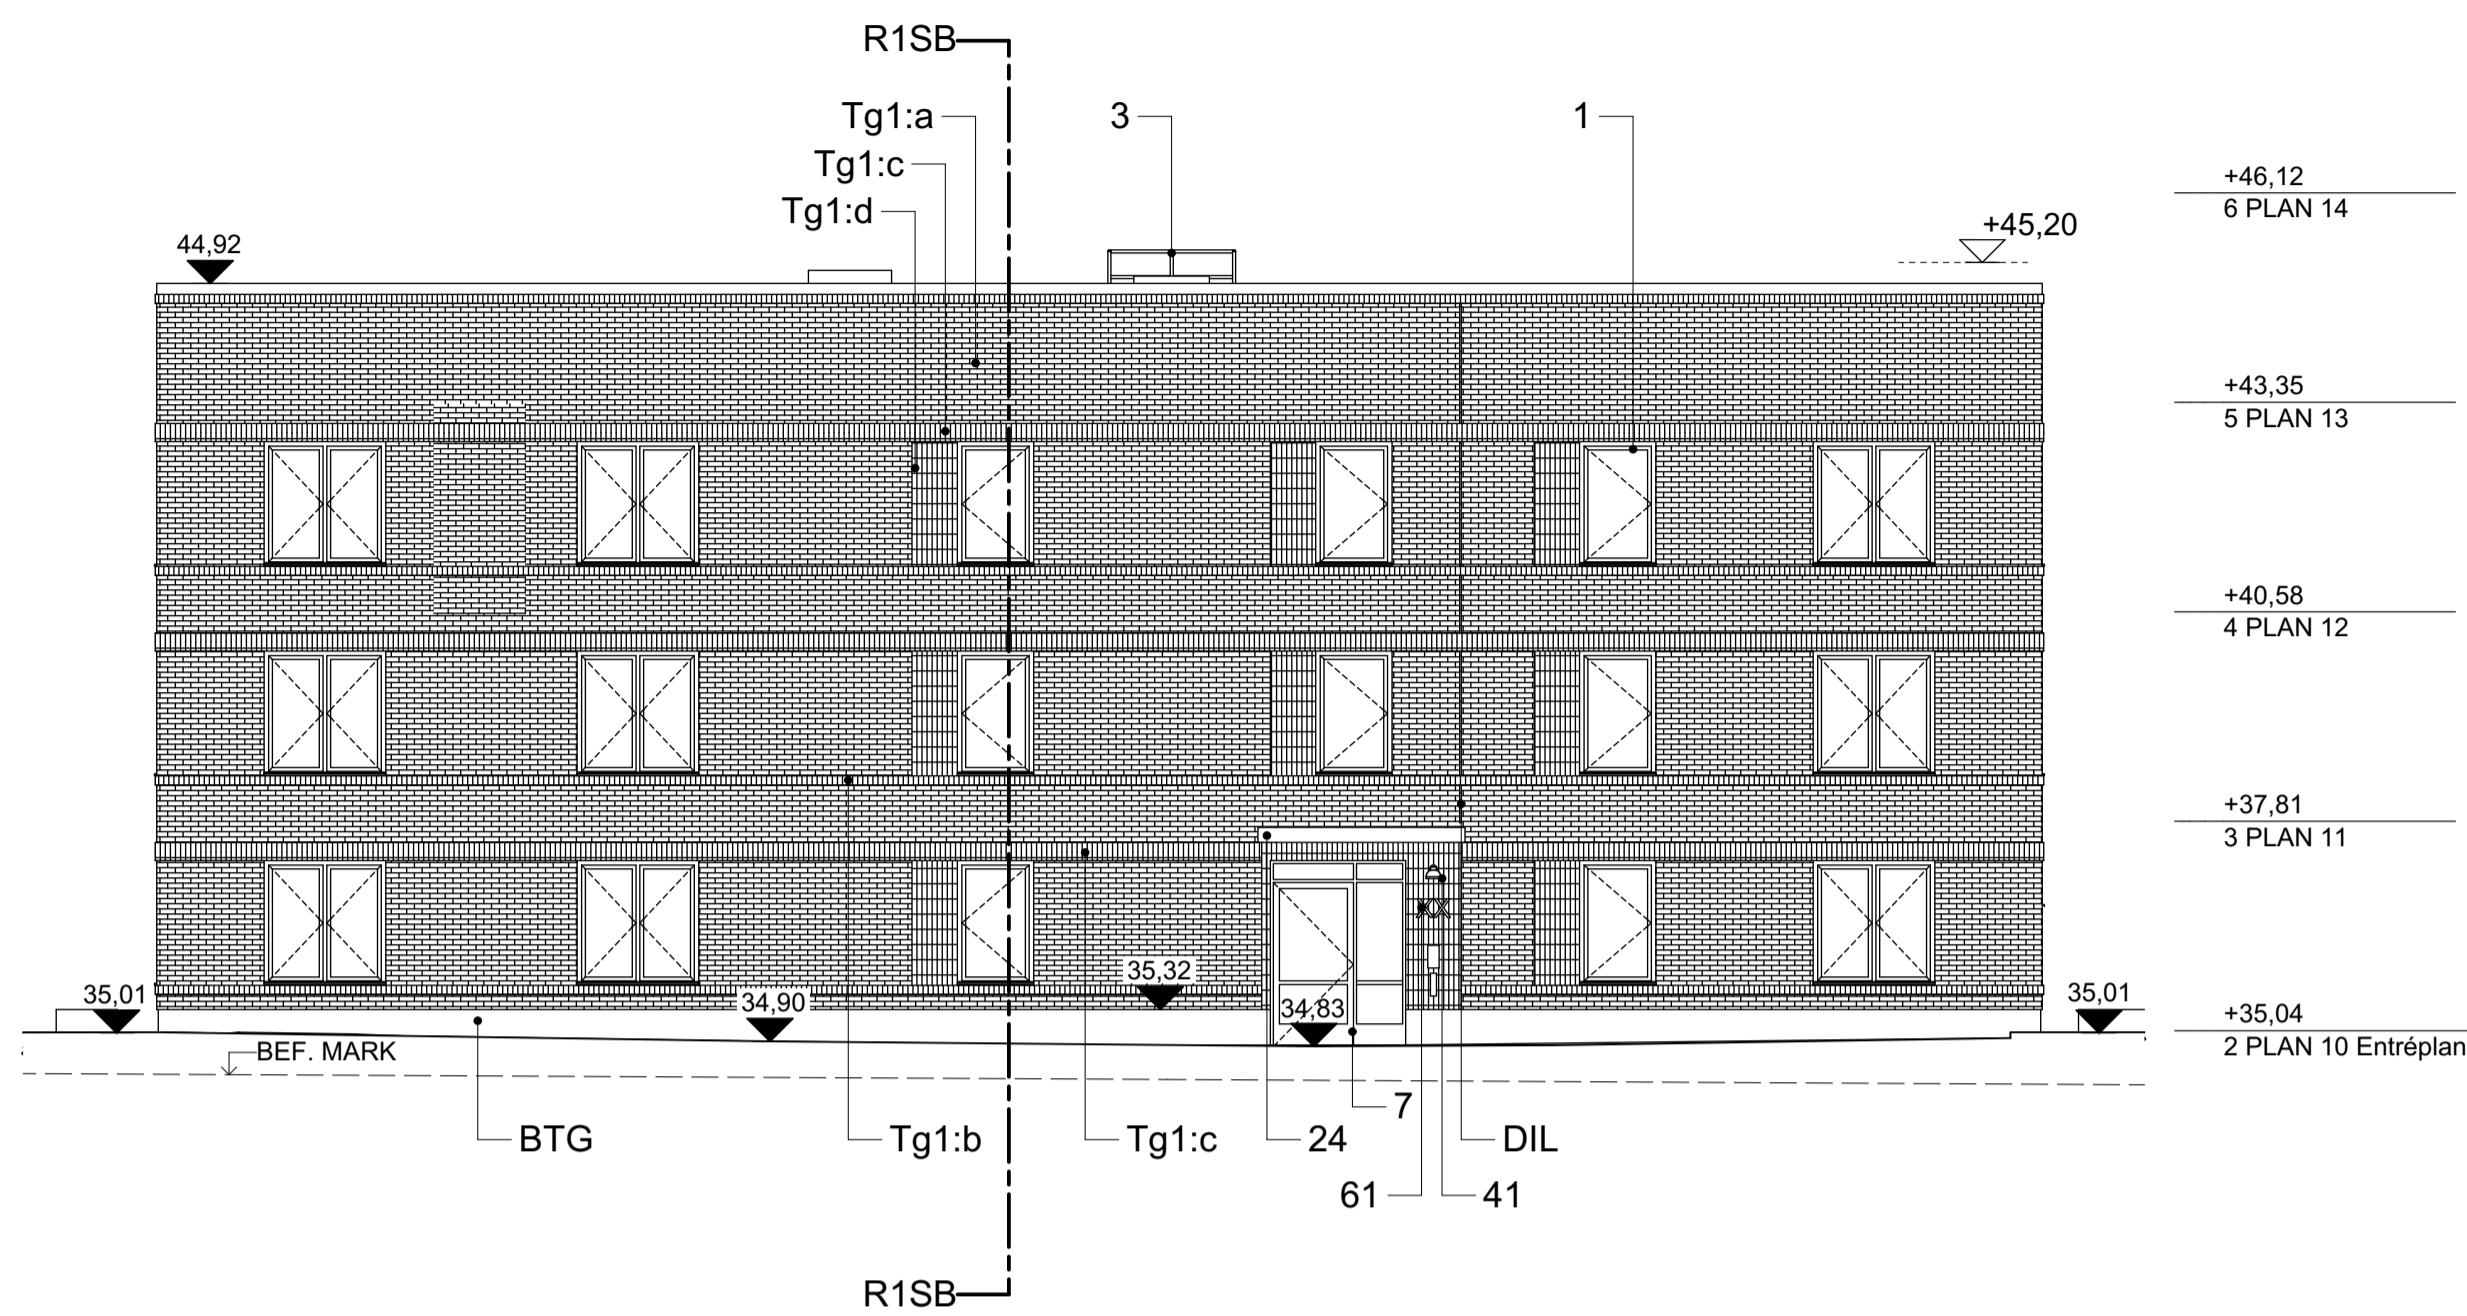 R1SB
Tg1:a
3
1
Tg1:c
+46,12
Tg1:d
6 PLAN 14
+45,20
44,92
+43,35
5 PLAN 13
+40,58
4 PLAN 12
+37,81
3 PLAN 11
35,32
35,01
34,90
34,83
35,01
+35,04
2 PLAN 10 Entréplan
BEF. MARK
7
BTG
Tg1:b
Tg1:c
24
DIL
61
41
R1SB